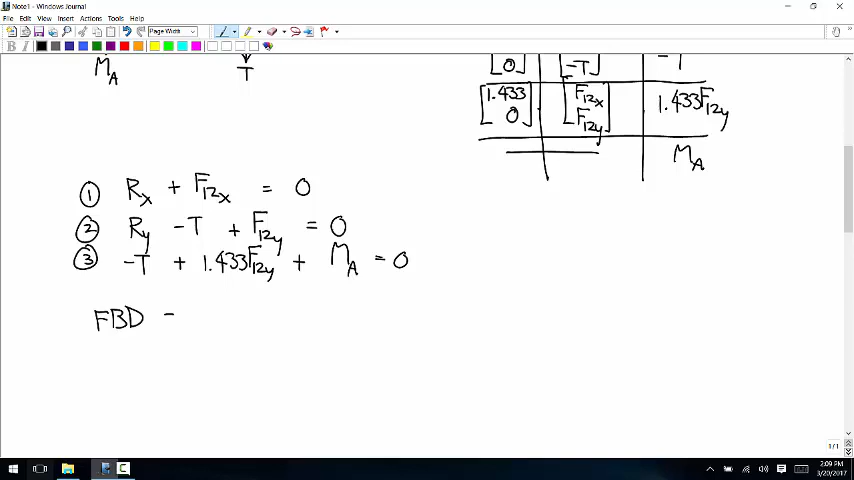 Note1 - Windows Journal
File Edit View Insert Actions Tools Help
Page Width
B I
M_A
T
[0] [-T] -T
[1.433 0] [F_12x F_12y] 1.433F_12y
M_A
① R_x + F_12x = 0
② R_y -T + F_12y = 0
③ -T + 1.433F_12y + M_A = 0
FBD -
1/1
2:09 PM
3/20/2017